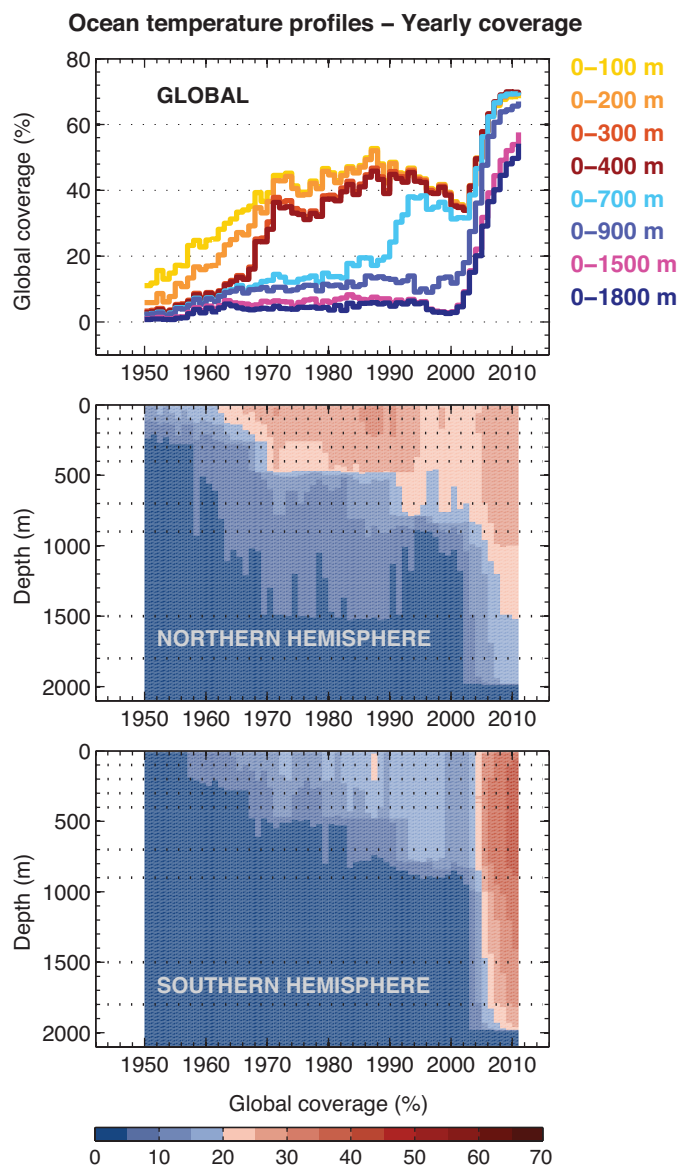 Ocean temperature profiles – Yearly coverage
80
60
40
20
0
Global coverage (%)
GLOBAL
0–100 m
0–200 m
0–300 m
0–400 m
0–700 m
0–900 m
0–1500 m
0–1800 m
1950 1960 1970 1980 1990 2000 2010
0
500
1000
1500
2000
Depth (m)
NORTHERN HEMISPHERE
1950 1960 1970 1980 1990 2000 2010
0
500
1000
1500
2000
Depth (m)
SOUTHERN HEMISPHERE
1950 1960 1970 1980 1990 2000 2010
Global coverage (%)
0 10 20 30 40 50 60 70